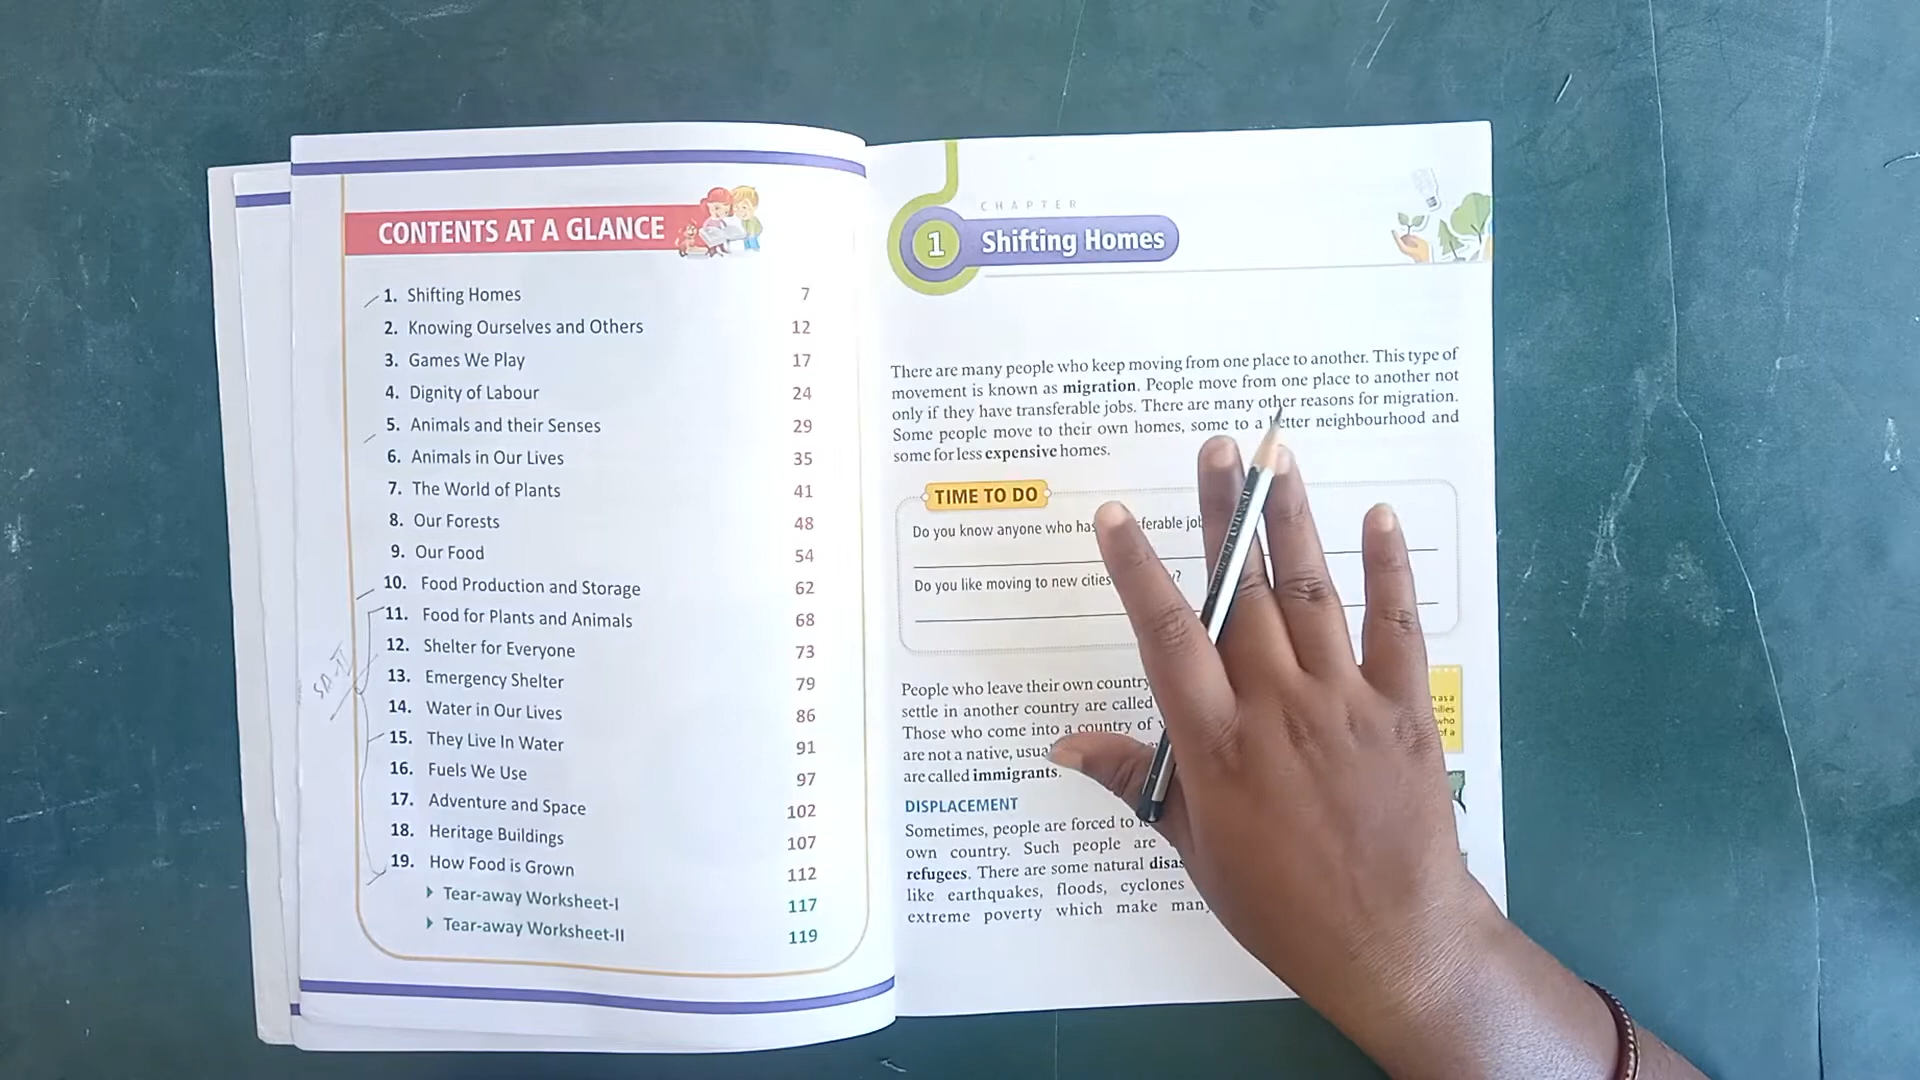 CONTENTS AT A GLANCE
1. Shifting Homes 7
2. Knowing Ourselves and Others 12
3. Games We Play 17
4. Dignity of Labour 24
5. Animals and their Senses 29
6. Animals in Our Lives 35
7. The World of Plants 41
8. Our Forests 48
9. Our Food 54
10. Food Production and Storage 62
11. Food for Plants and Animals 68
12. Shelter for Everyone 73
13. Emergency Shelter 79
14. Water in Our Lives 86
15. They Live In Water 91
16. Fuels We Use 97
17. Adventure and Space 102
18. Heritage Buildings 107
19. How Food is Grown 112
Tear-away Worksheet-I 117
Tear-away Worksheet-II 119
SA-II
CHAPTER
1 Shifting Homes
There are many people who keep moving from one place to another. This type of
movement is known as migration. People move from one place to another not
only if they have transferable jobs. There are many other reasons for migration.
Some people move to their own homes, some to a better neighbourhood and
some for less expensive homes.
TIME TO DO
Do you know anyone who has
Do you like moving to new cities
People who leave their own country
settle in another country are called
Those who come into a country of
are not a native,
are called immigrants.
DISPLACEMENT
Sometimes, people are forced to
own country. Such people are
refugees. There are some natural
like earthquakes, floods, cyclones
extreme poverty which make